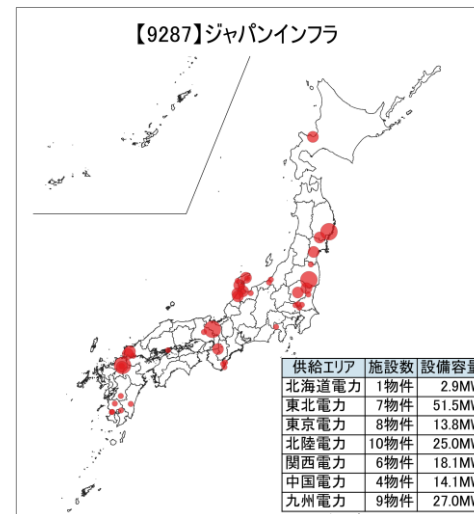 【9287】ジャパンインフラ
供給エリア 施設数 設備容量
北海道電力 1物件 2.9MW
東北電力 7物件 51.5MW
東京電力 8物件 13.8MW
北陸電力 10物件 25.0MW
関西電力 6物件 18.1MW
中国電力 4物件 14.1MW
九州電力 9物件 27.0MW